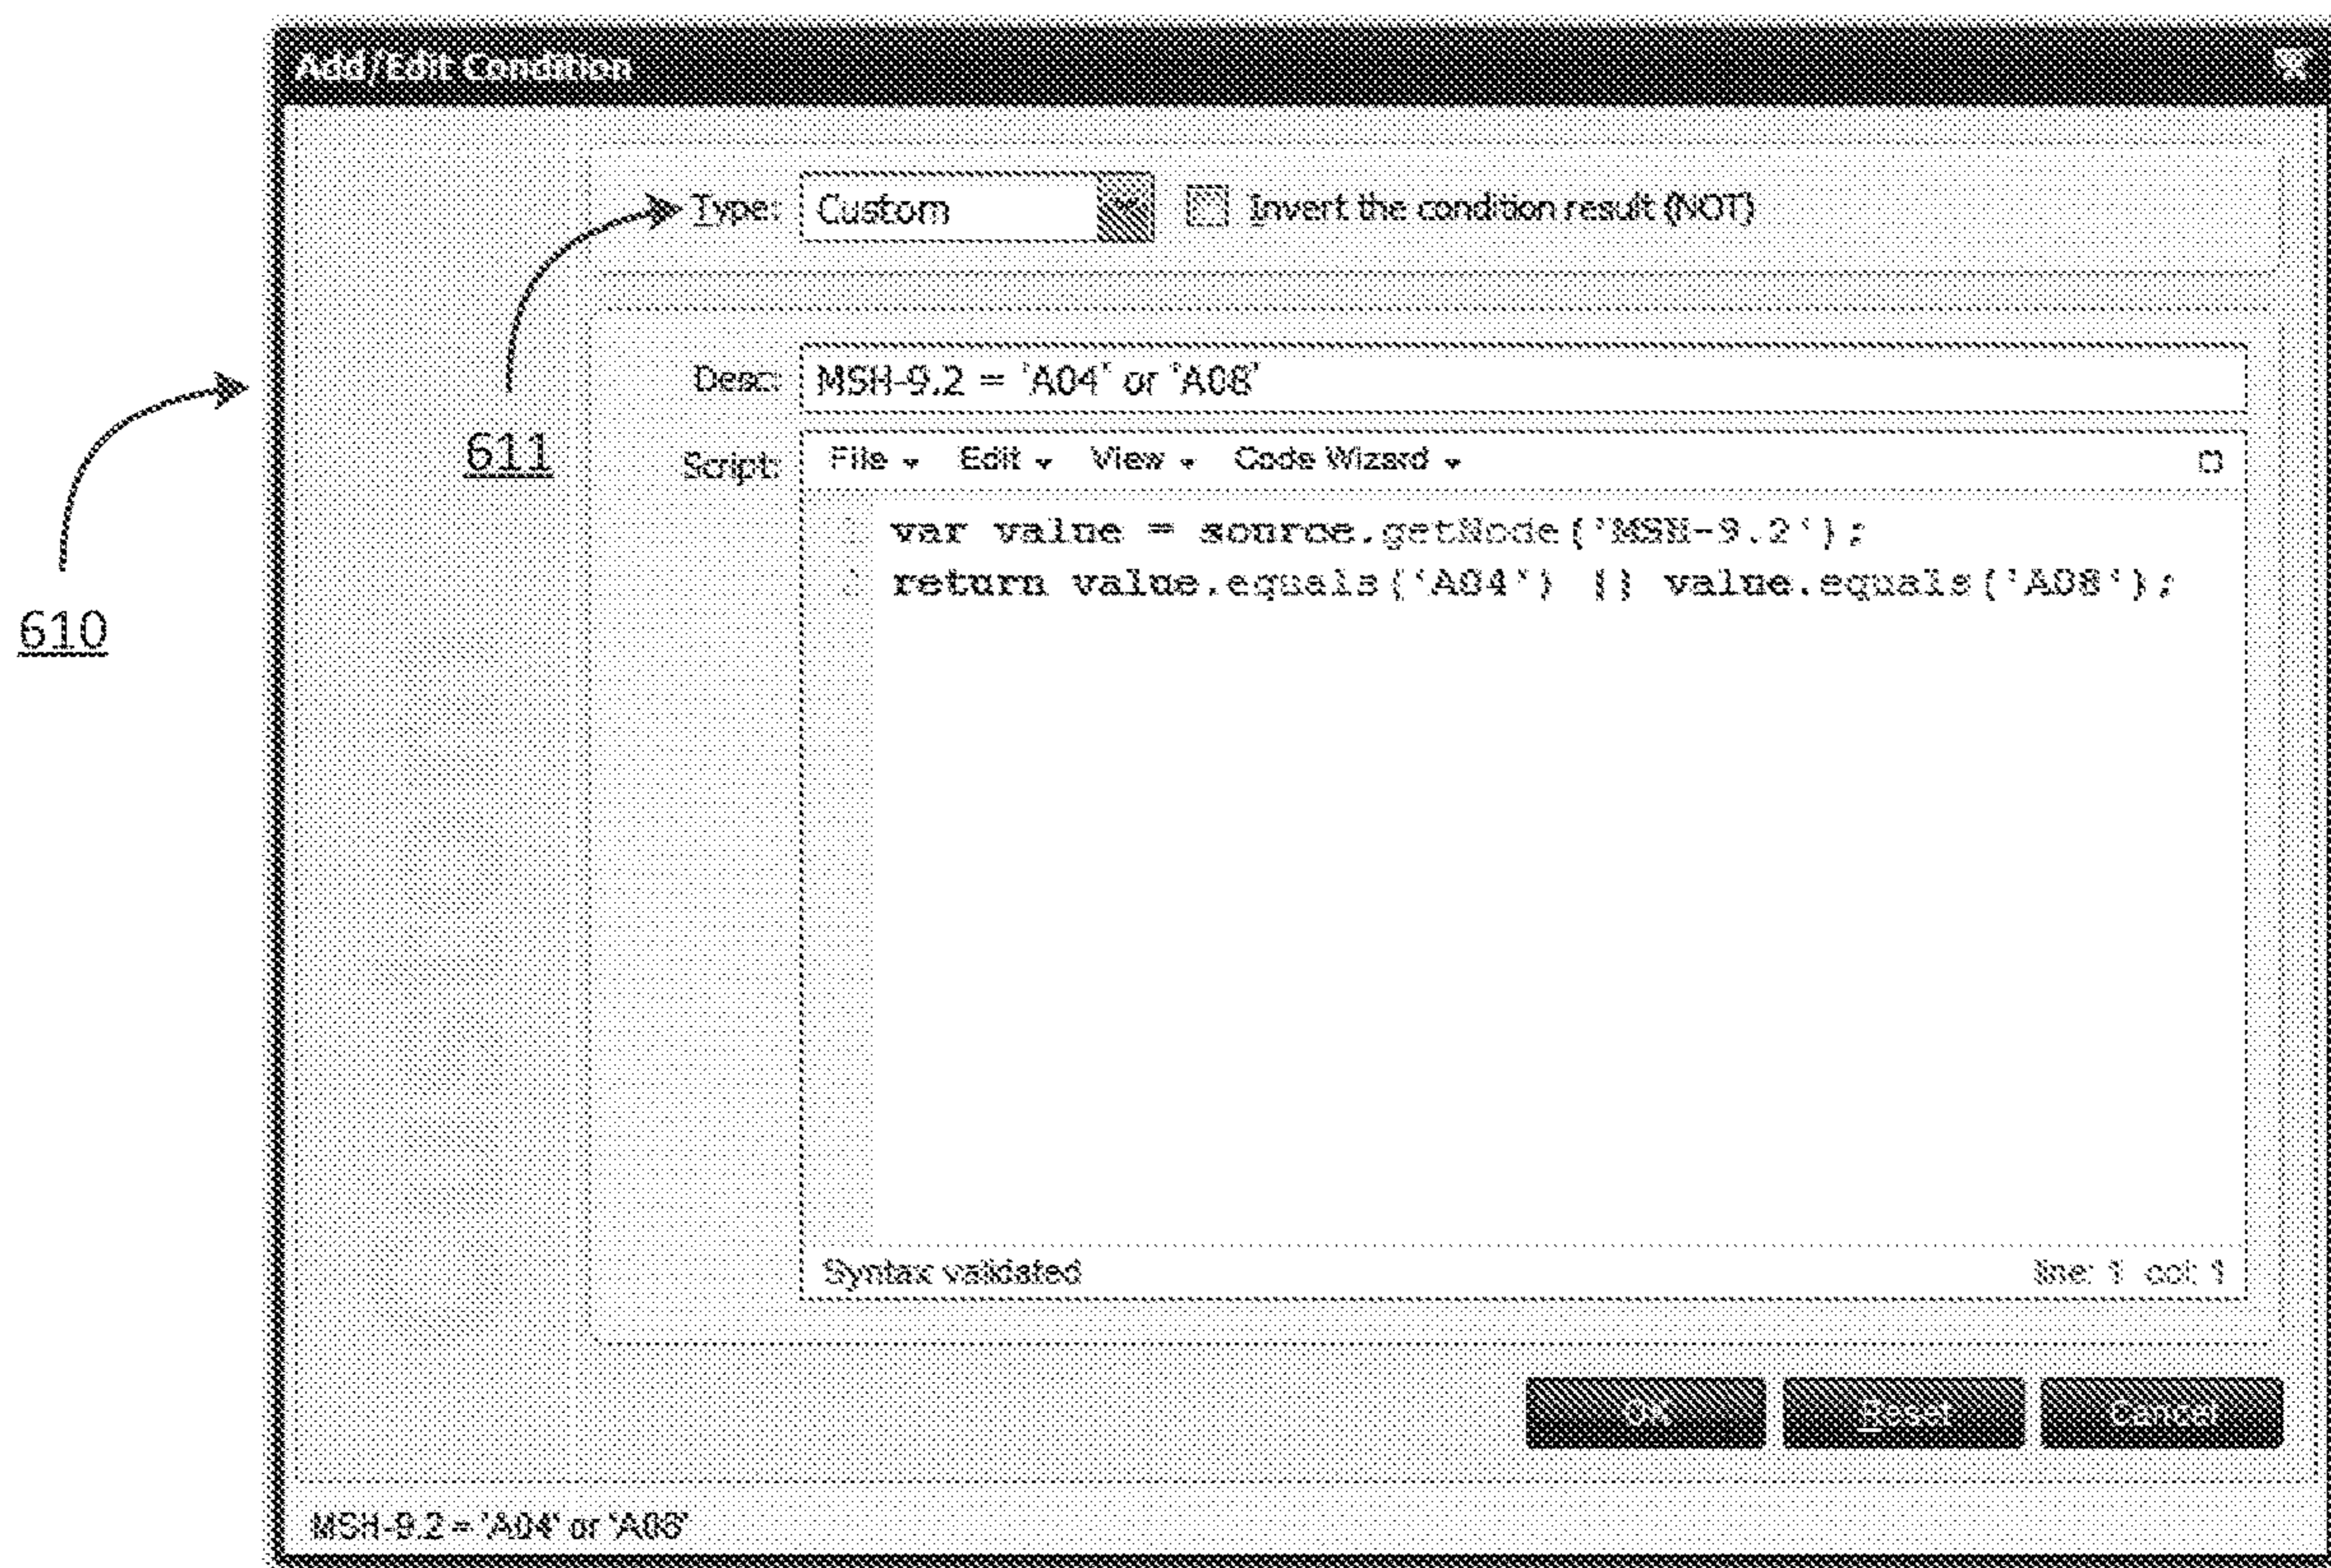 Add/Edit Condition
Type: Custom Invert the condition result (NOT)
Desc: MSH-9.2 = 'A04' or 'A08'
611
Script: File Edit View Code Wizard
1 var value = source.getNode('MSH-9.2');
2 return value.equals('A04') || value.equals('A08');
610
Syntax validated line: 1 col: 1
OK Reset Cancel
MSH-9.2 = 'A04' or 'A08'